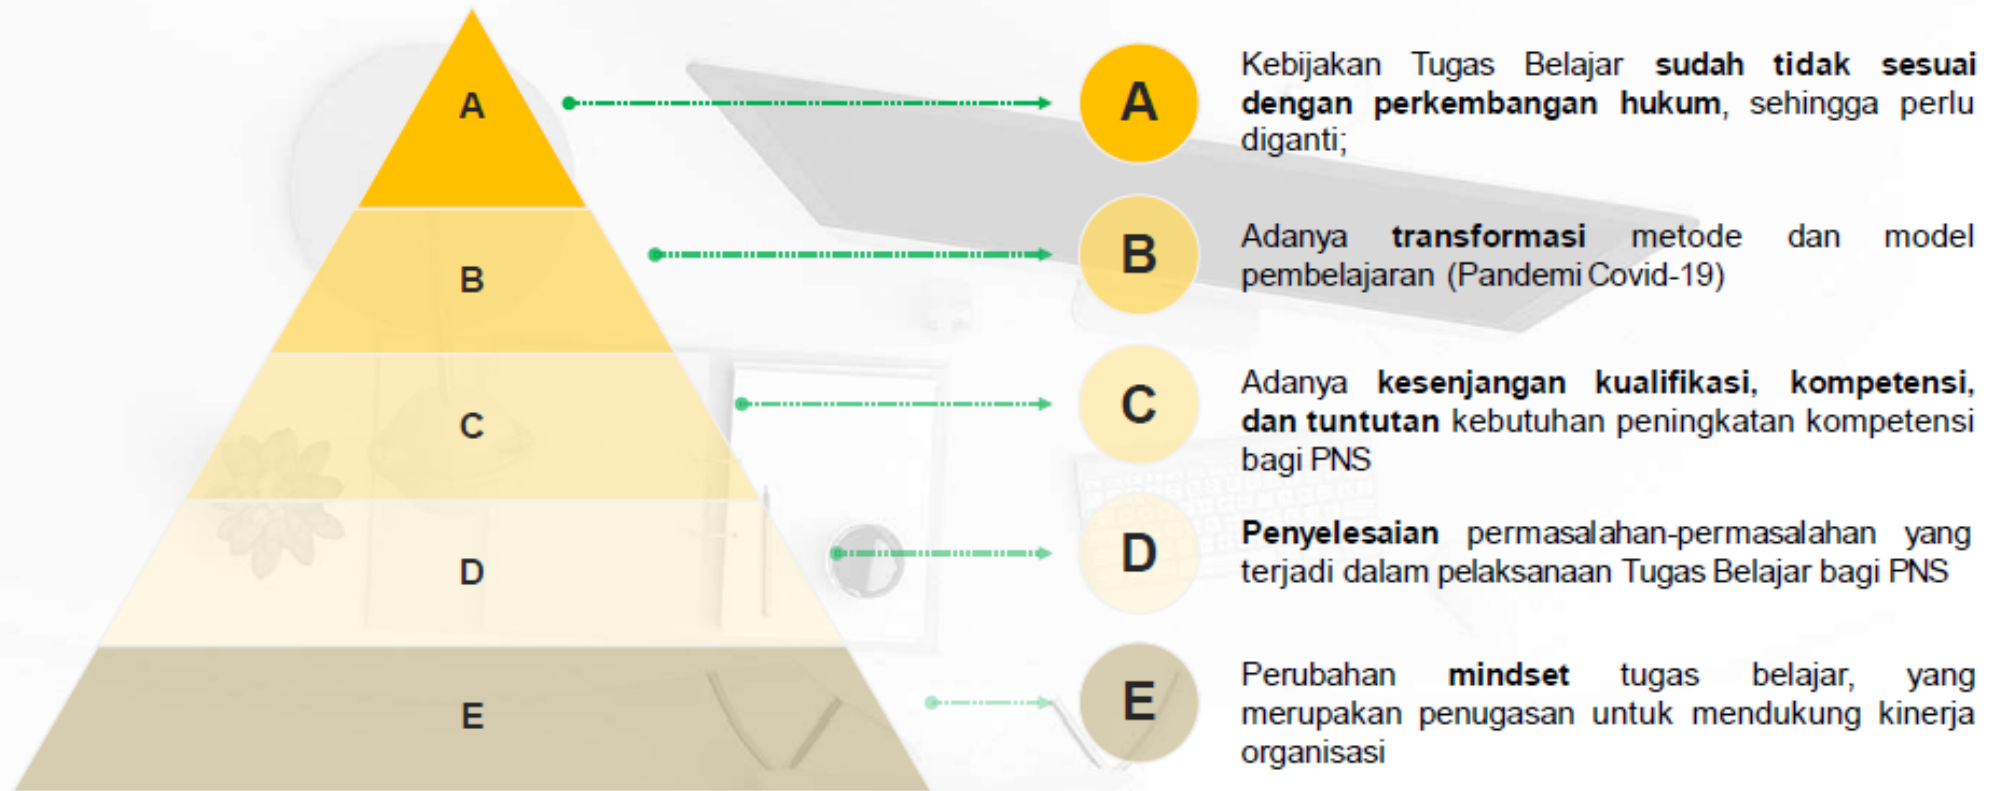 A
B
C
D
E
A
Kebijakan Tugas Belajar sudah tidak sesuai
dengan perkembangan hukum, sehingga perlu
diganti;
B
Adanya transformasi metode dan model
pembelajaran (Pandemi Covid-19)
C
Adanya kesenjangan kualifikasi, kompetensi,
dan tuntutan kebutuhan peningkatan kompetensi
bagi PNS
D
Penyelesaian permasalahan-permasalahan yang
terjadi dalam pelaksanaan Tugas Belajar bagi PNS
E
Perubahan mindset tugas belajar, yang
merupakan penugasan untuk mendukung kinerja
organisasi